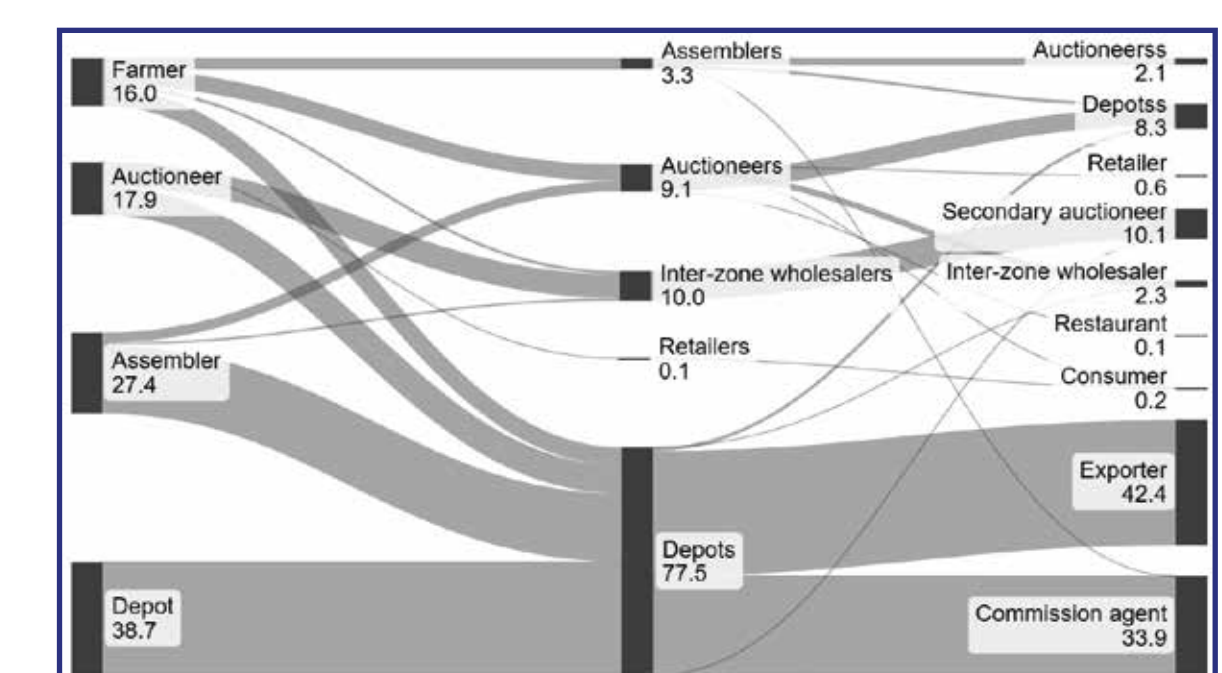 Farmer
16.0
Auctioneer
17.9
Assembler
27.4
Depot
38.7
Assemblers
3.3
Auctioneers
9.1
Inter-zone wholesalers
10.0
Retailers
0.1
Depots
77.5
Auctioneerss
2.1
Depotss
8.3
Retailer
0.6
Secondary auctioneer
10.1
Inter-zone wholesaler
2.3
Restaurant
0.1
Consumer
0.2
Exporter
42.4
Commission agent
33.9